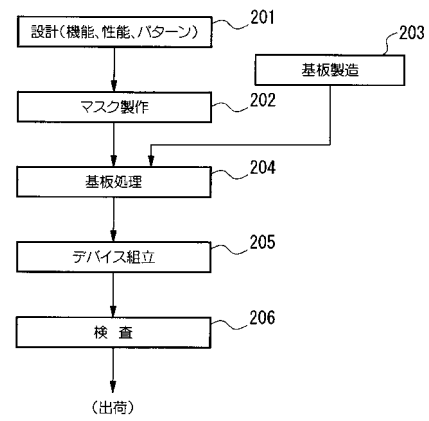 設計(機能、性能、パターン)
201
203
基板製造
マスク製作
202
基板処理
204
デバイス組立
205
検 査
206
(出荷)